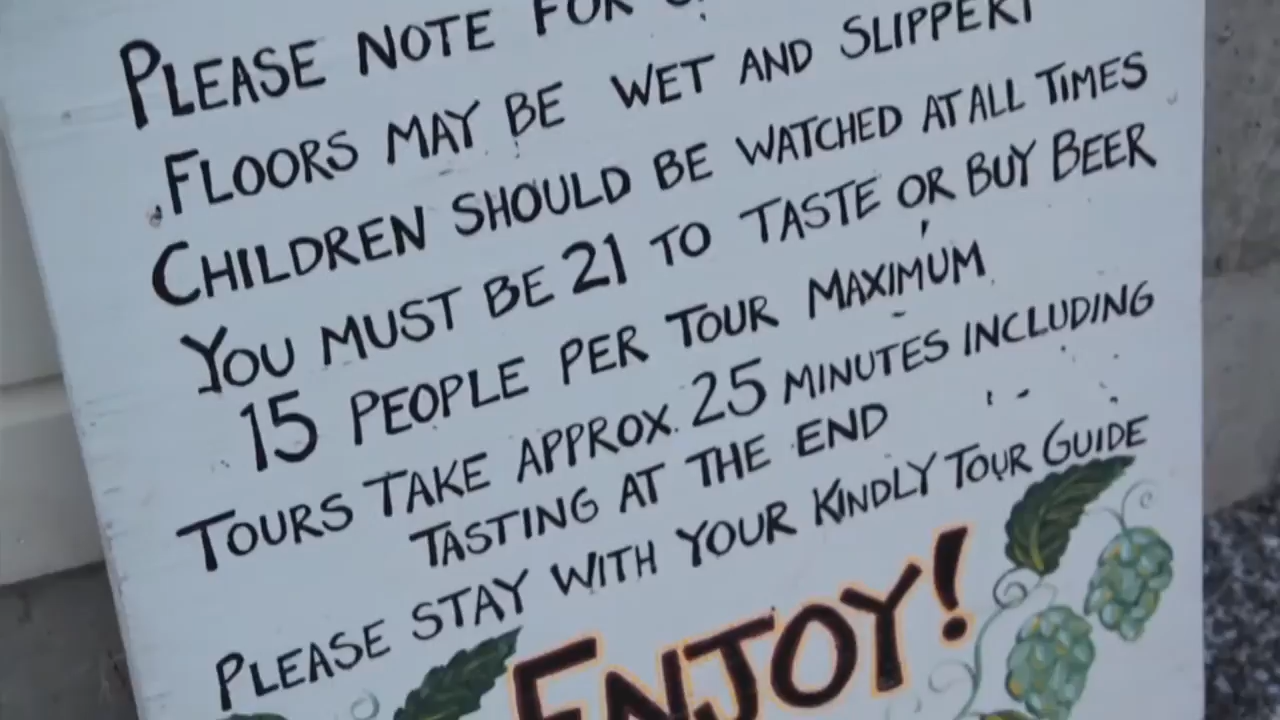 PLEASE NOTE FOR
FLOORS MAY BE WET AND SLIPPERY
CHILDREN SHOULD BE WATCHED AT ALL TIMES
YOU MUST BE 21 TO TASTE OR BUY BEER
15 PEOPLE PER TOUR MAXIMUM
TOURS TAKE APPROX. 25 MINUTES INCLUDING
TASTING AT THE END
PLEASE STAY WITH YOUR KINDLY TOUR GUIDE
ENJOY!